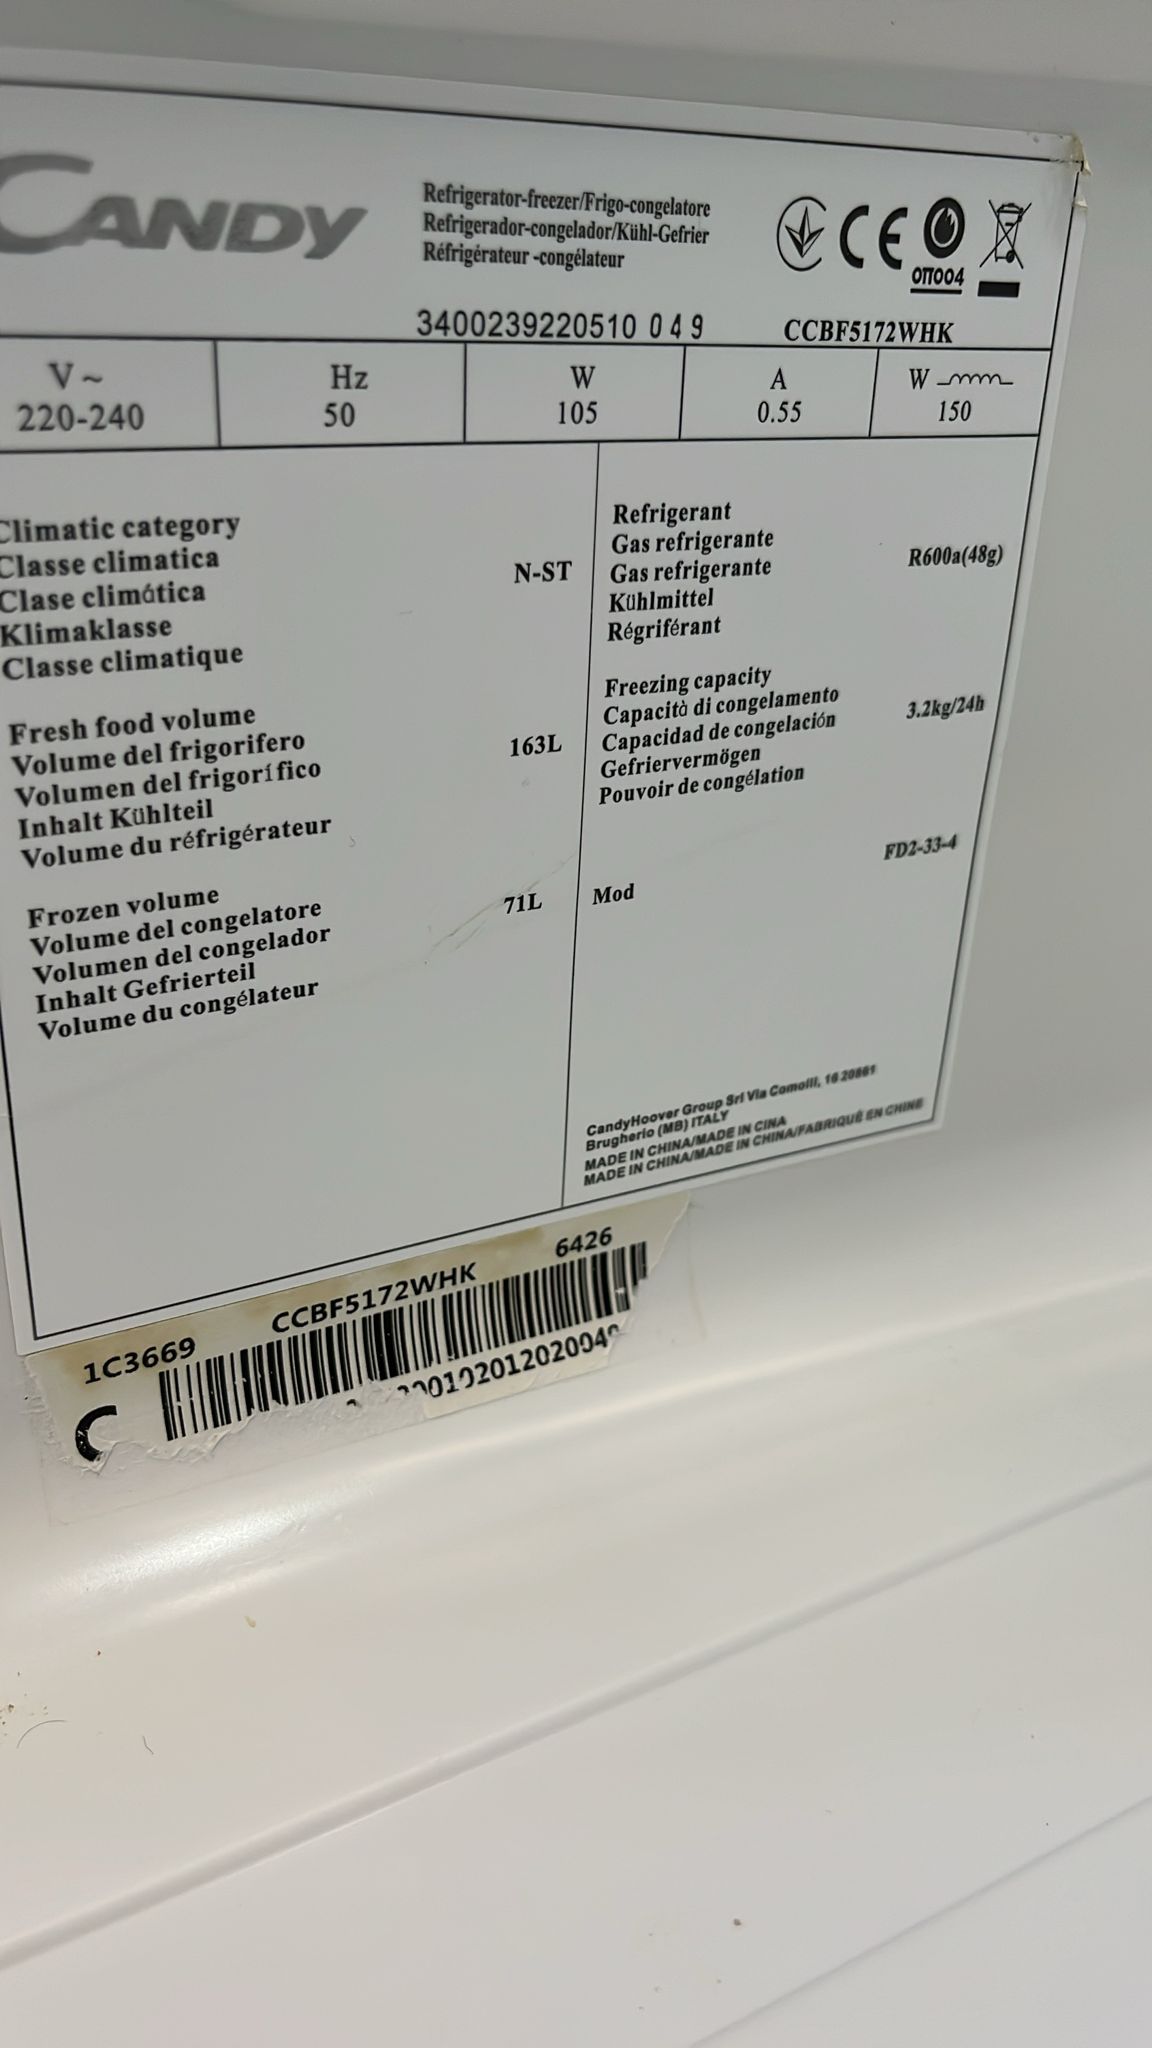 CANDY
Refrigerator-freezer/Frigo-congelatore
Refrigerador-congelador/Kühl-Gefrier
Réfrigérateur -congélateur
CE
ОП004
3400239220510 049
CCBF5172WHK
V~ Hz W A W
220-240 50 105 0.55 150
Climatic category
Classe climatica
Clase climática
Klimaklasse
Classe climatique
N-ST
Fresh food volume
Volume del frigorifero
Volumen del frigorífico
Inhalt Kühlteil
Volume du réfrigérateur
163L
Frozen volume
Volume del congelatore
Volumen del congelador
Inhalt Gefrierteil
Volume du congélateur
71L
Refrigerant
Gas refrigerante
Gas refrigerante
Kühlmittel
Régriférant
R600a(48g)
Freezing capacity
Capacità di congelamento
Capacidad de congelación
Gefriervermögen
Pouvoir de congélation
3.2kg/24h
FD2-33-4
Mod
CandyHoover Group Srl Via Comolli, 16 20861
Brugherio (MB) ITALY
MADE IN CHINA/MADE IN CINA
MADE IN CHINA/MADE IN CHINA/FABRIQUÉ EN CHINE
1C3669 CCBF5172WHK 6426
C